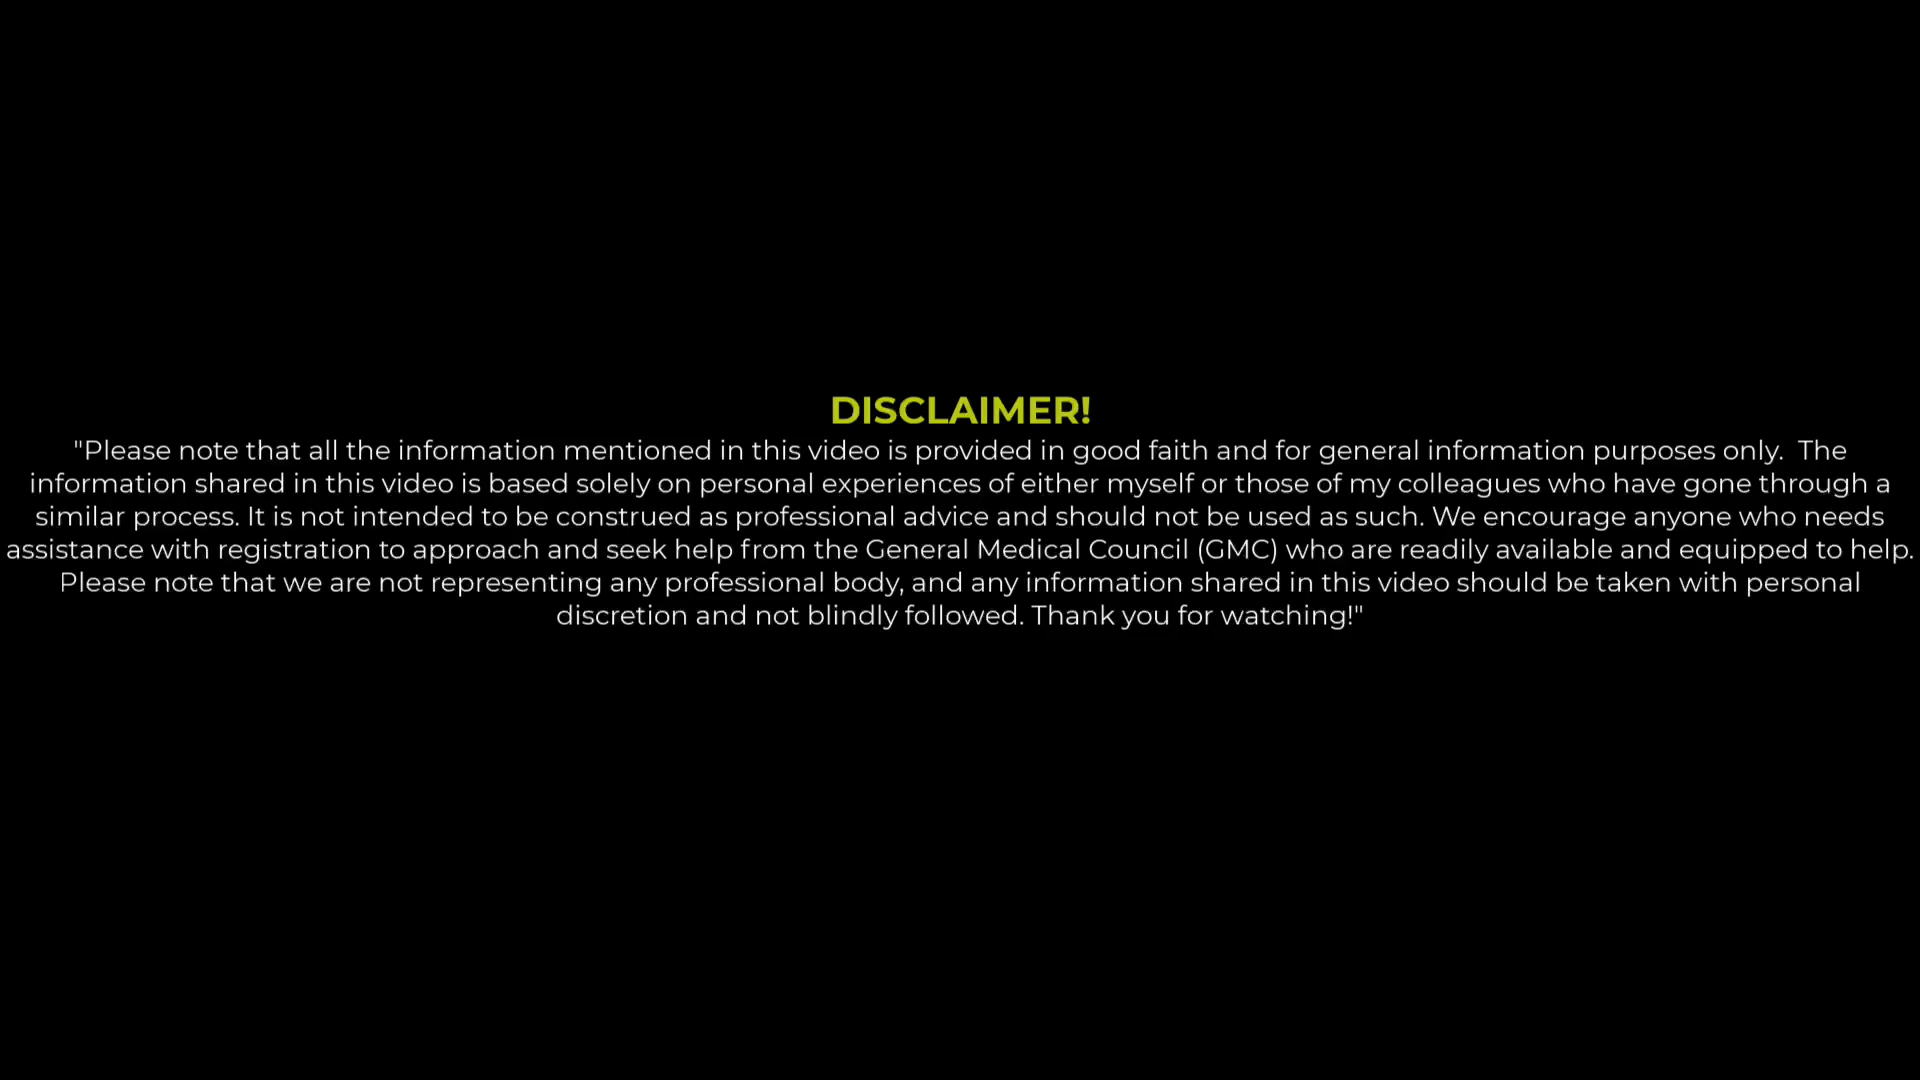 DISCLAIMER!
"Please note that all the information mentioned in this video is provided in good faith and for general information purposes only.  The
information shared in this video is based solely on personal experiences of either myself or those of my colleagues who have gone through a
similar process. It is not intended to be construed as professional advice and should not be used as such. We encourage anyone who needs
assistance with registration to approach and seek help from the General Medical Council (GMC) who are readily available and equipped to help.
Please note that we are not representing any professional body, and any information shared in this video should be taken with personal
discretion and not blindly followed. Thank you for watching!"